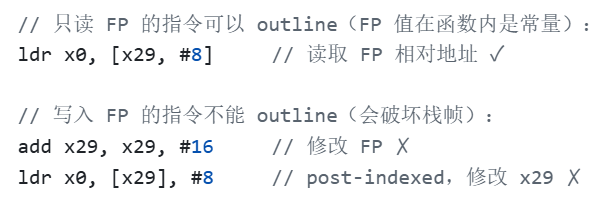 // 只读 FP 的指令可以 outline（FP 值在函数内是常量）：
ldr x0, [x29, #8]     // 读取 FP 相对地址 ✓
// 写入 FP 的指令不能 outline（会破坏栈帧）：
add x29, x29, #16     // 修改 FP ✗
ldr x0, [x29], #8     // post-indexed，修改 x29 ✗